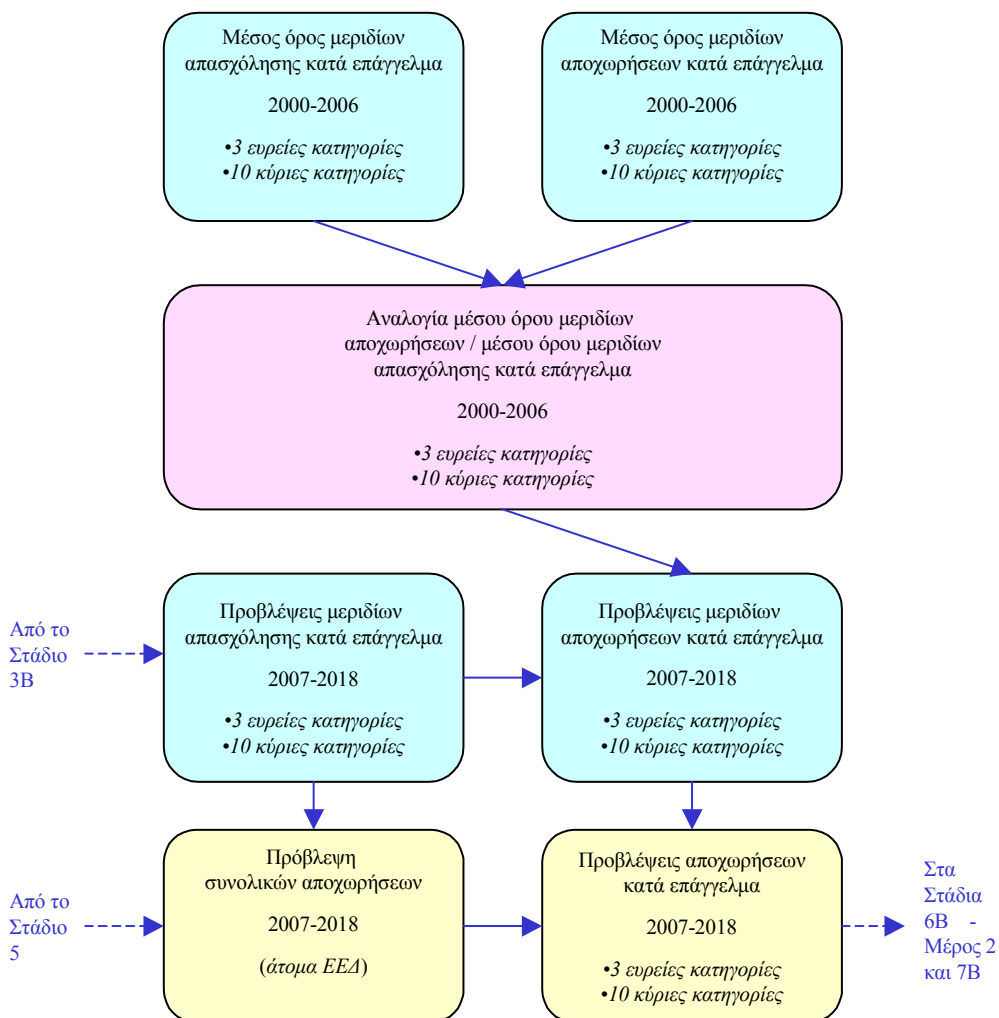 Μέσος όρος μεριδίων
απασχόλησης κατά επάγγελμα
2000-2006
•3 ευρείες κατηγορίες
•10 κύριες κατηγορίες
Μέσος όρος μεριδίων
αποχωρήσεων κατά επάγγελμα
2000-2006
•3 ευρείες κατηγορίες
•10 κύριες κατηγορίες
Αναλογία μέσου όρου μεριδίων
αποχωρήσεων / μέσου όρου μεριδίων
απασχόλησης κατά επάγγελμα
2000-2006
•3 ευρείες κατηγορίες
•10 κύριες κατηγορίες
Από το
Στάδιο
3Β
Προβλέψεις μεριδίων
απασχόλησης κατά επάγγελμα
2007-2018
•3 ευρείες κατηγορίες
•10 κύριες κατηγορίες
Προβλέψεις μεριδίων
αποχωρήσεων κατά επάγγελμα
2007-2018
•3 ευρείες κατηγορίες
•10 κύριες κατηγορίες
Από το
Στάδιο
5
Πρόβλεψη
συνολικών αποχωρήσεων
2007-2018
(άτομα ΕΕΔ)
Προβλέψεις αποχωρήσεων
κατά επάγγελμα
2007-2018
•3 ευρείες κατηγορίες
•10 κύριες κατηγορίες
Στα
Στάδια
6Β -
Μέρος 2
και 7Β